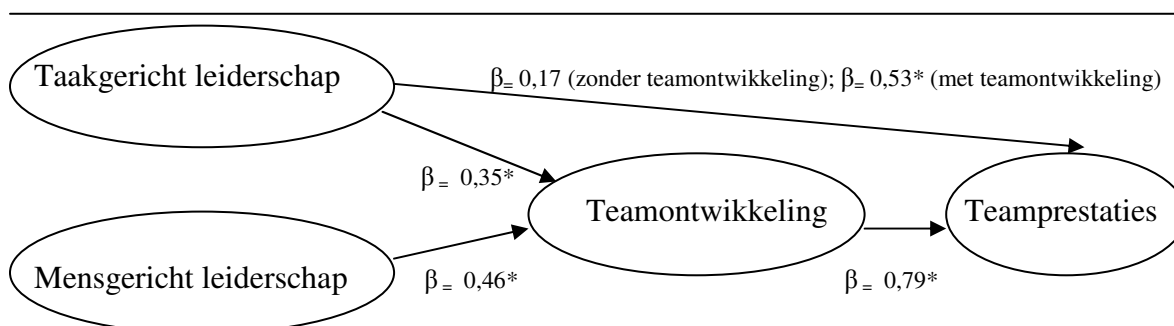 Taakgericht leiderschap
β= 0,17 (zonder teamontwikkeling); β= 0,53* (met teamontwikkeling)
β = 0,35*
Teamontwikkeling
Teamprestaties
Mensgericht leiderschap
β = 0,46*
β = 0,79*